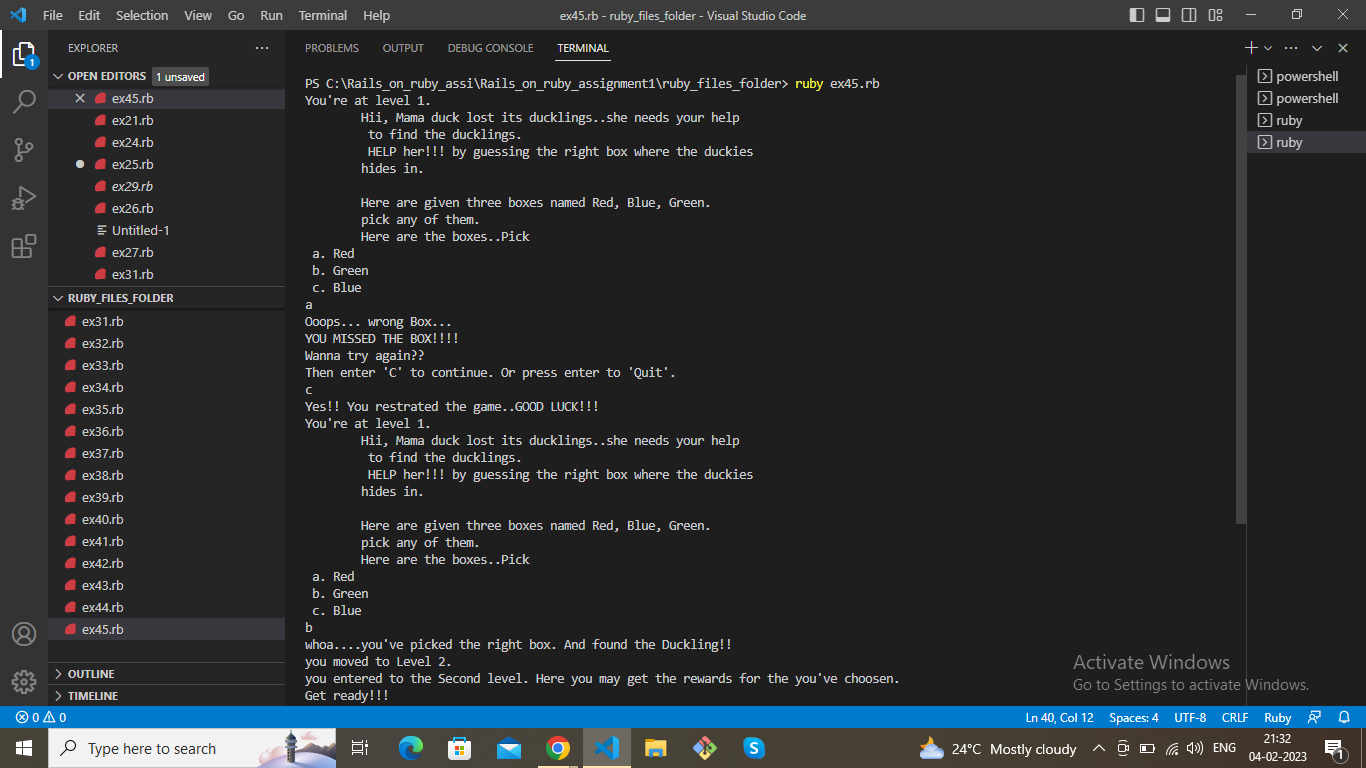 File Edit Selection View Go Run Terminal Help ex45.rb - ruby_files_folder - Visual Studio Code
EXPLORER
1
OPEN EDITORS 1 unsaved
ex45.rb
ex21.rb
ex24.rb
ex25.rb
ex29.rb
ex26.rb
Untitled-1
ex27.rb
ex31.rb
RUBY_FILES_FOLDER
ex31.rb
ex32.rb
ex33.rb
ex34.rb
ex35.rb
ex36.rb
ex37.rb
ex38.rb
ex39.rb
ex40.rb
ex41.rb
ex42.rb
ex43.rb
ex44.rb
ex45.rb
OUTLINE
TIMELINE
PROBLEMS OUTPUT DEBUG CONSOLE TERMINAL
PS C:\Rails_on_ruby_assi\Rails_on_ruby_assignment1\ruby_files_folder> ruby ex45.rb
You're at level 1.
Hii, Mama duck lost its ducklings..she needs your help
to find the ducklings.
HELP her!!! by guessing the right box where the duckies
hides in.
Here are given three boxes named Red, Blue, Green.
pick any of them.
Here are the boxes..Pick
a. Red
b. Green
c. Blue
a
Ooops... wrong Box...
YOU MISSED THE BOX!!!!
Wanna try again??
Then enter 'C' to continue. Or press enter to 'Quit'.
c
Yes!! You restrated the game..GOOD LUCK!!!
You're at level 1.
Hii, Mama duck lost its ducklings..she needs your help
to find the ducklings.
HELP her!!! by guessing the right box where the duckies
hides in.
Here are given three boxes named Red, Blue, Green.
pick any of them.
Here are the boxes..Pick
a. Red
b. Green
c. Blue
b
whoa....you've picked the right box. And found the Duckling!!
you moved to Level 2.
you entered to the Second level. Here you may get the rewards for the you've choosen.
Get ready!!!
powershell
powershell
ruby
ruby
Activate Windows
Go to Settings to activate Windows.
0 0 Ln 40, Col 12 Spaces: 4 UTF-8 CRLF Ruby
Type here to search 24°C Mostly cloudy ENG 21:32
04-02-2023
1